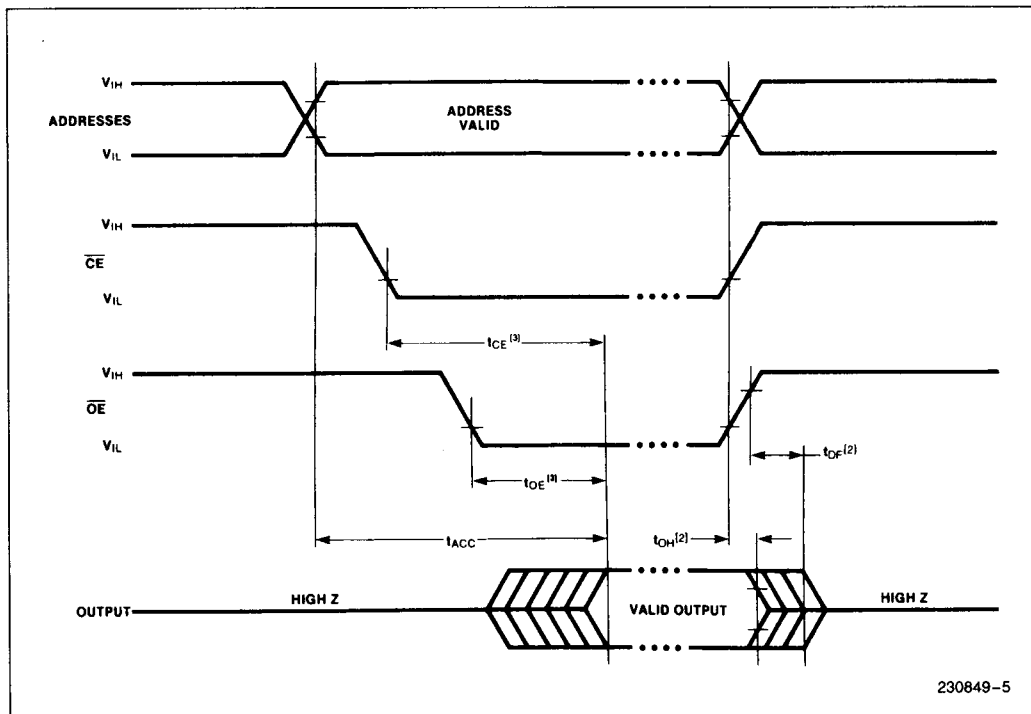 VIH
ADDRESSES
VIL
ADDRESS
VALID
VIH
CE
VIL
tCE[3]
VIH
OE
VIL
tDF[2]
tOE[3]
tACC
tOH[2]
OUTPUT
HIGH Z
VALID OUTPUT
HIGH Z
230849-5